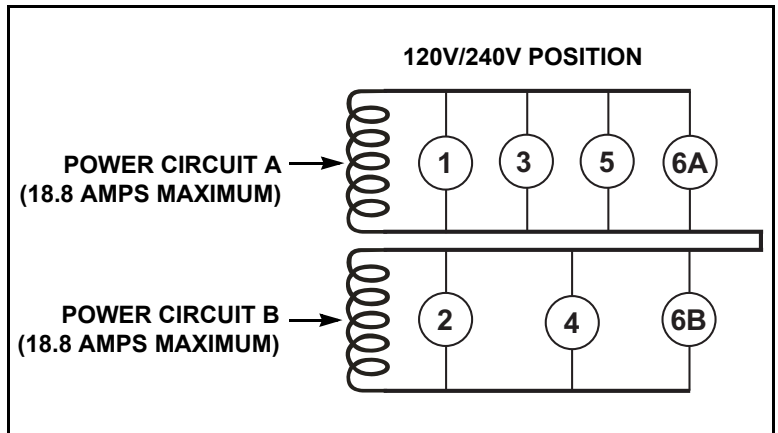 120V/240V POSITION
POWER CIRCUIT A
(18.8 AMPS MAXIMUM)
1 3 5 6A
POWER CIRCUIT B
(18.8 AMPS MAXIMUM)
2 4 6B